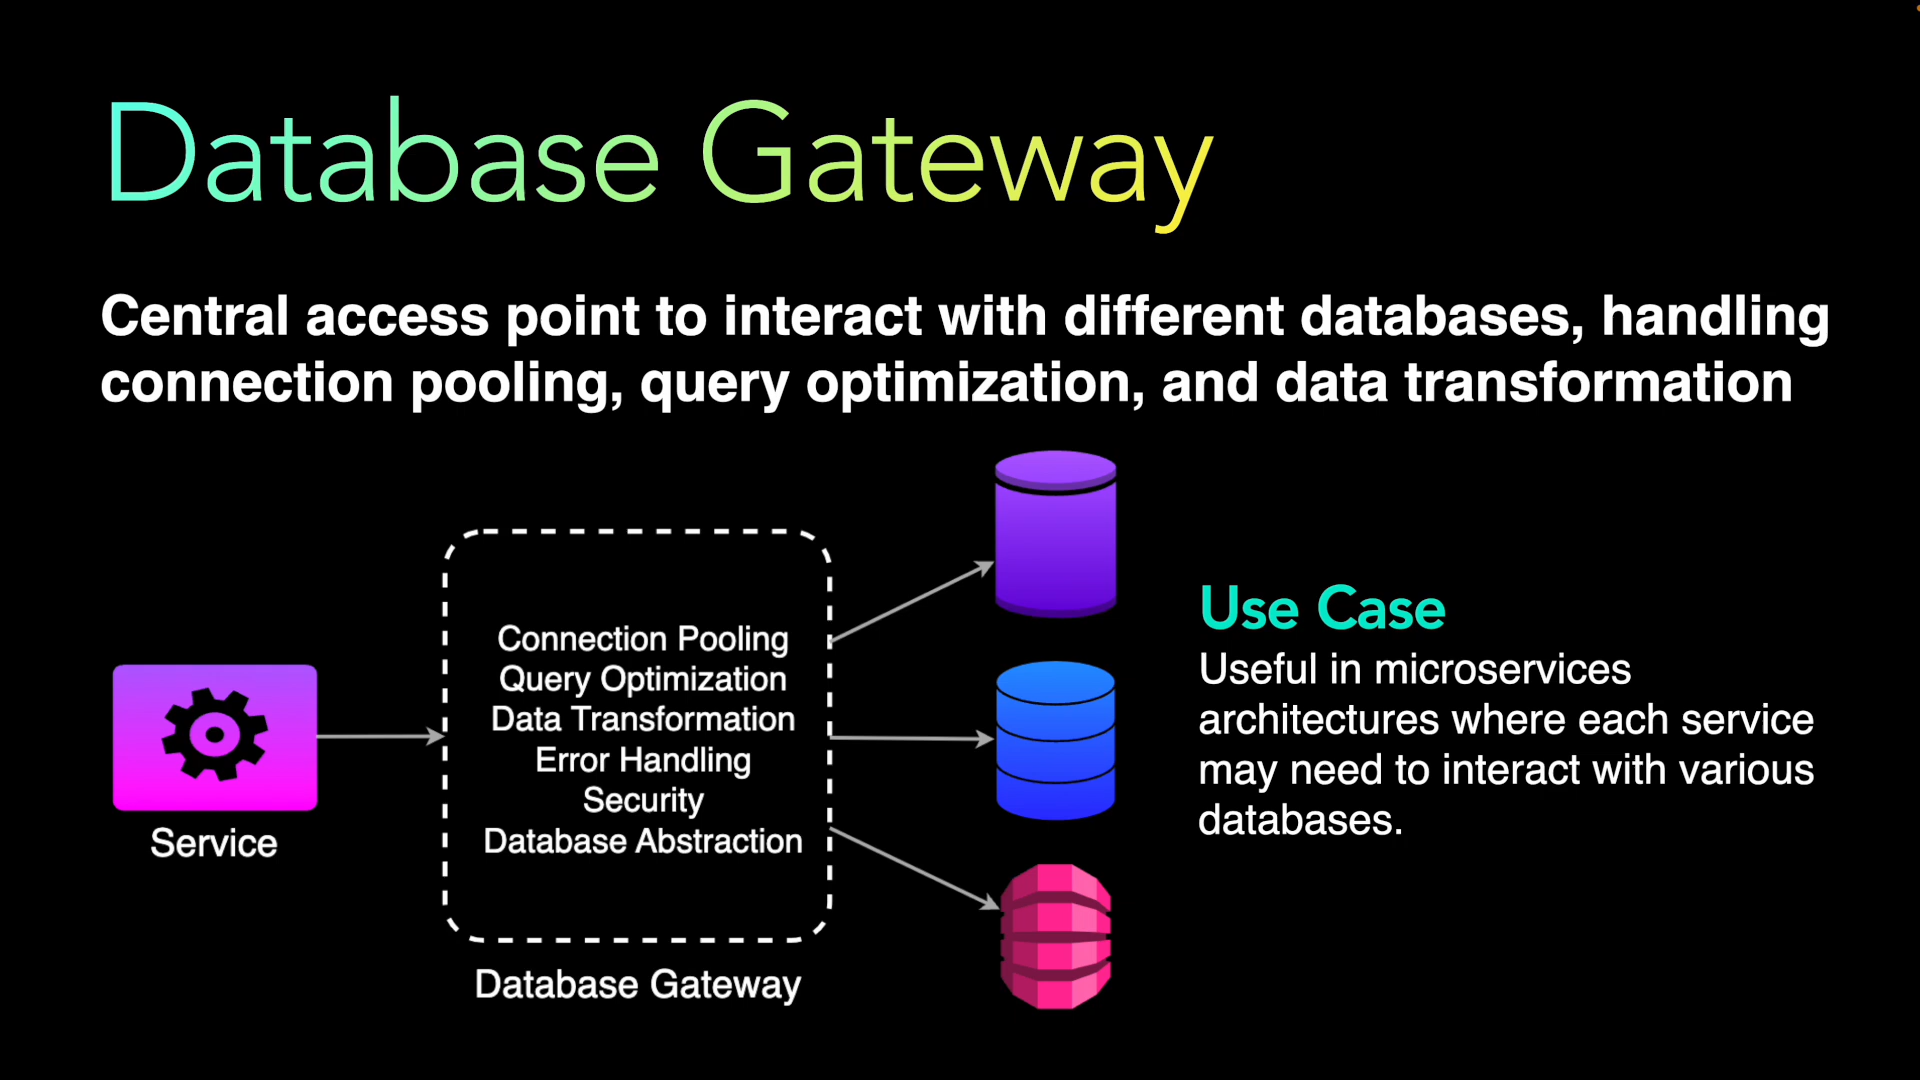 Database Gateway
Central access point to interact with different databases, handling
connection pooling, query optimization, and data transformation
Connection Pooling
Query Optimization
Data Transformation
Error Handling
Security
Database Abstraction
Service
Database Gateway
Use Case
Useful in microservices
architectures where each service
may need to interact with various
databases.